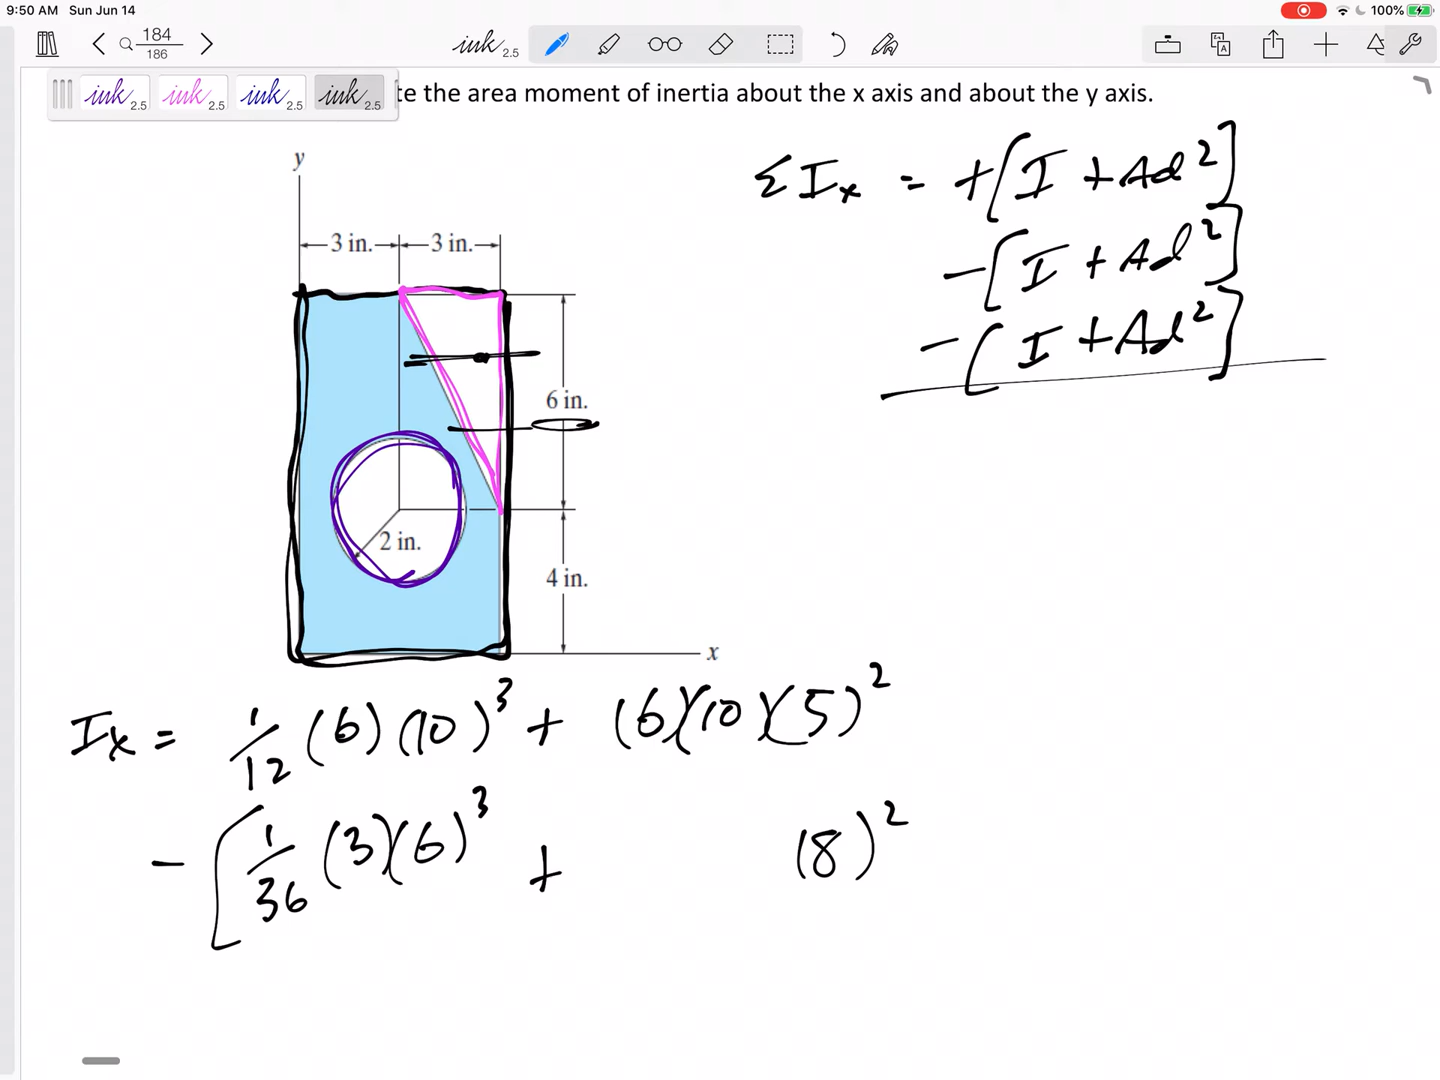 9:50 AM Sun Jun 14
100%
184
186
ink 2.5
ink 2.5 ink 2.5 ink 2.5 ink 2.5
te the area moment of inertia about the x axis and about the y axis.
y
3 in. 3 in.
6 in.
2 in.
4 in.
x
ΣIx = +[I + Ad²]
-[I + Ad²]
-[I + Ad²]
Ix = 1/12 (6)(10)³ + (6)(10)(5)²
- [1/36 (3)(6)³ + (8)²